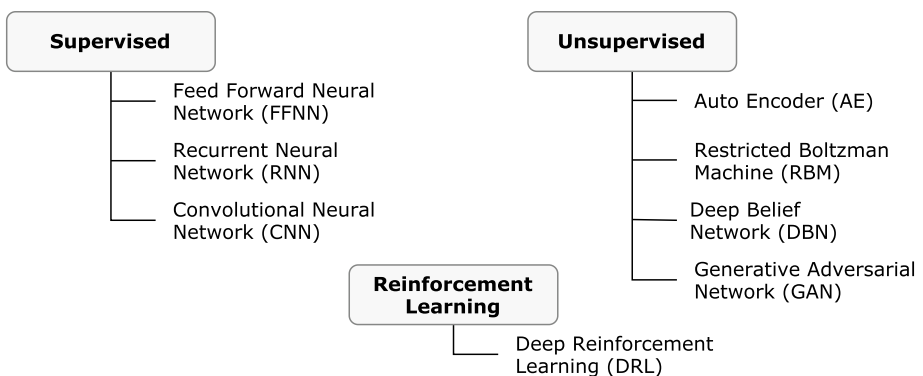 Supervised
Feed Forward Neural
Network (FFNN)
Recurrent Neural
Network (RNN)
Convolutional Neural
Network (CNN)
Unsupervised
Auto Encoder (AE)
Restricted Boltzman
Machine (RBM)
Deep Belief
Network (DBN)
Generative Adversarial
Network (GAN)
Reinforcement
Learning
Deep Reinforcement
Learning (DRL)